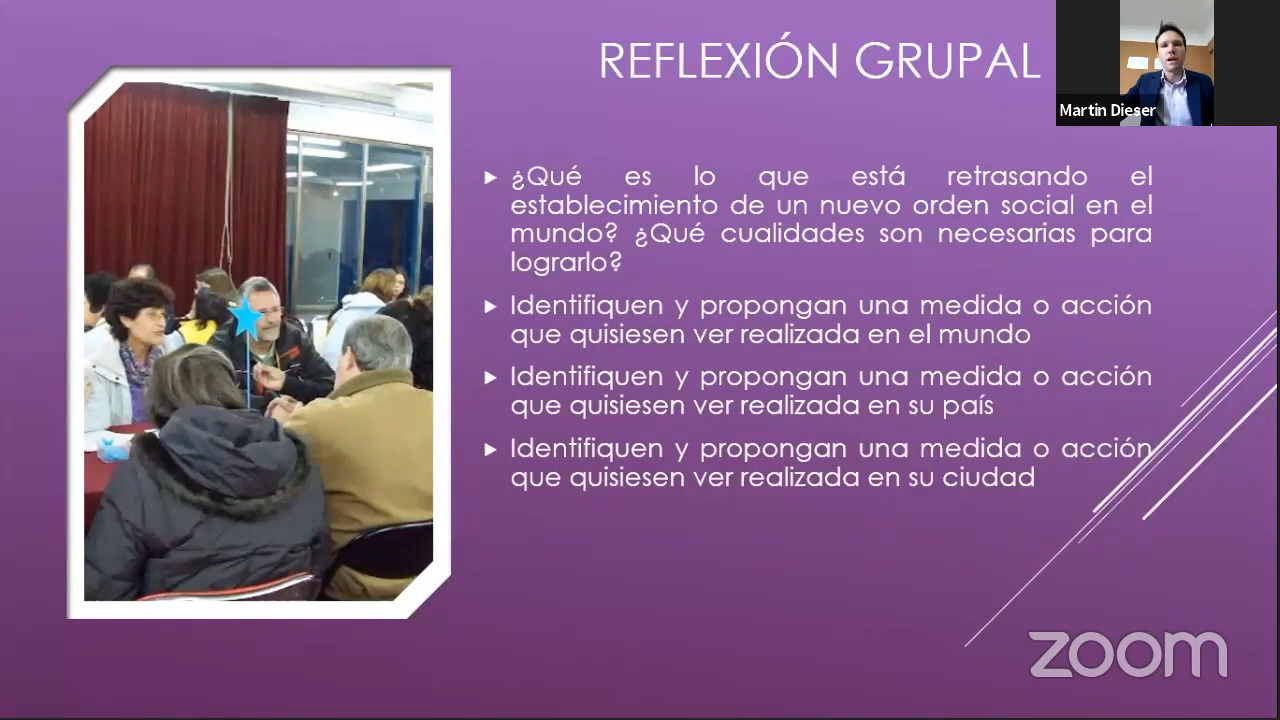 REFLEXIÓN GRUPAL
Martin Dieser
¿Qué es lo que está retrasando el
establecimiento de un nuevo orden social en el
mundo? ¿Qué cualidades son necesarias para
lograrlo?
Identifiquen y propongan una medida o acción
que quisiesen ver realizada en el mundo
Identifiquen y propongan una medida o acción
que quisiesen ver realizada en su país
Identifiquen y propongan una medida o acción
que quisiesen ver realizada en su ciudad
zoom